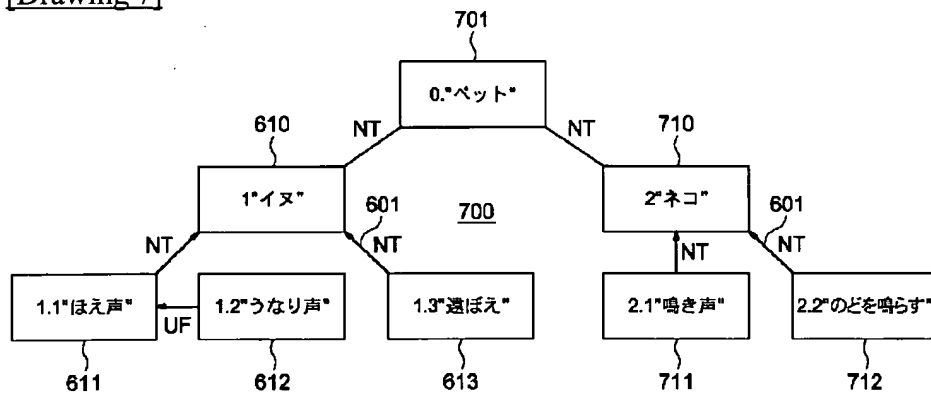 [Drawing 7]
701
0."ペット"
610
NT
NT
710
1"イヌ"
601
700
2"ネコ"
601
NT
NT
NT
NT
1.1"ほえ声"
UF
1.2"うなり声"
1.3"遠ぼえ"
2.1"鳴き声"
2.2"のどを鳴らす"
611
612
613
711
712